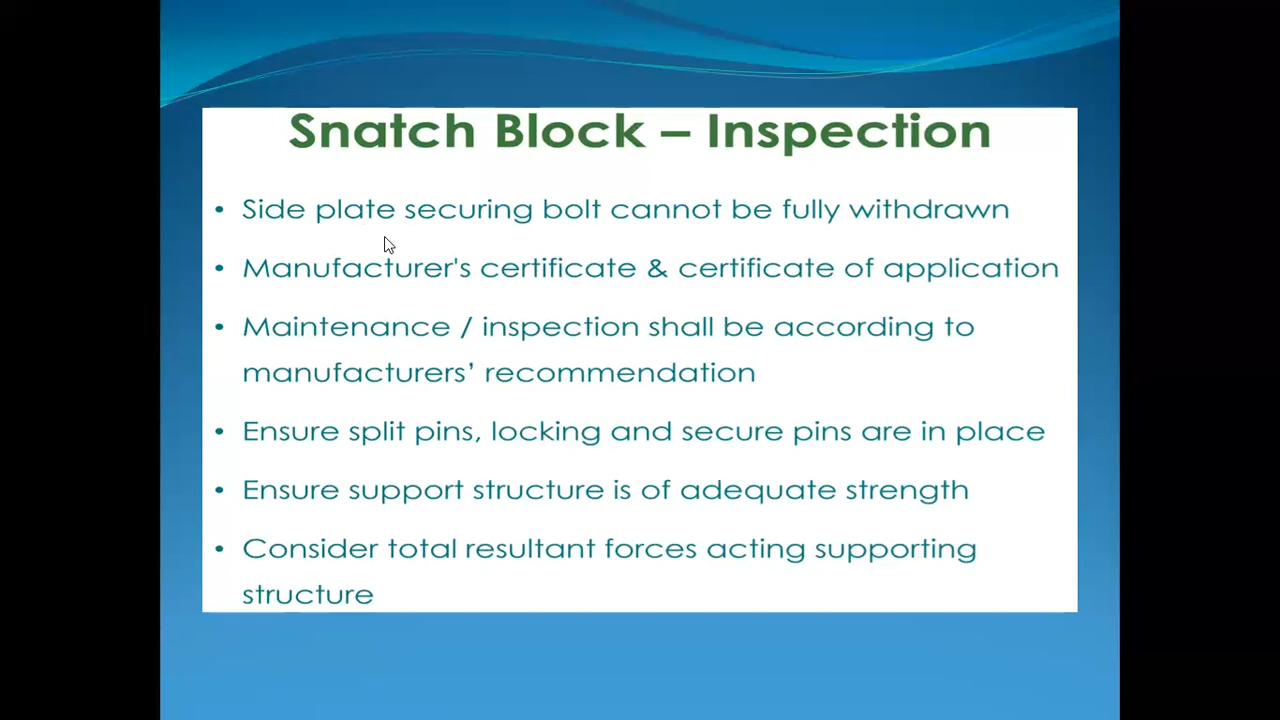 Snatch Block – Inspection
• Side plate securing bolt cannot be fully withdrawn
• Manufacturer's certificate & certificate of application
• Maintenance / inspection shall be according to
manufacturers’ recommendation
• Ensure split pins, locking and secure pins are in place
• Ensure support structure is of adequate strength
• Consider total resultant forces acting supporting
structure